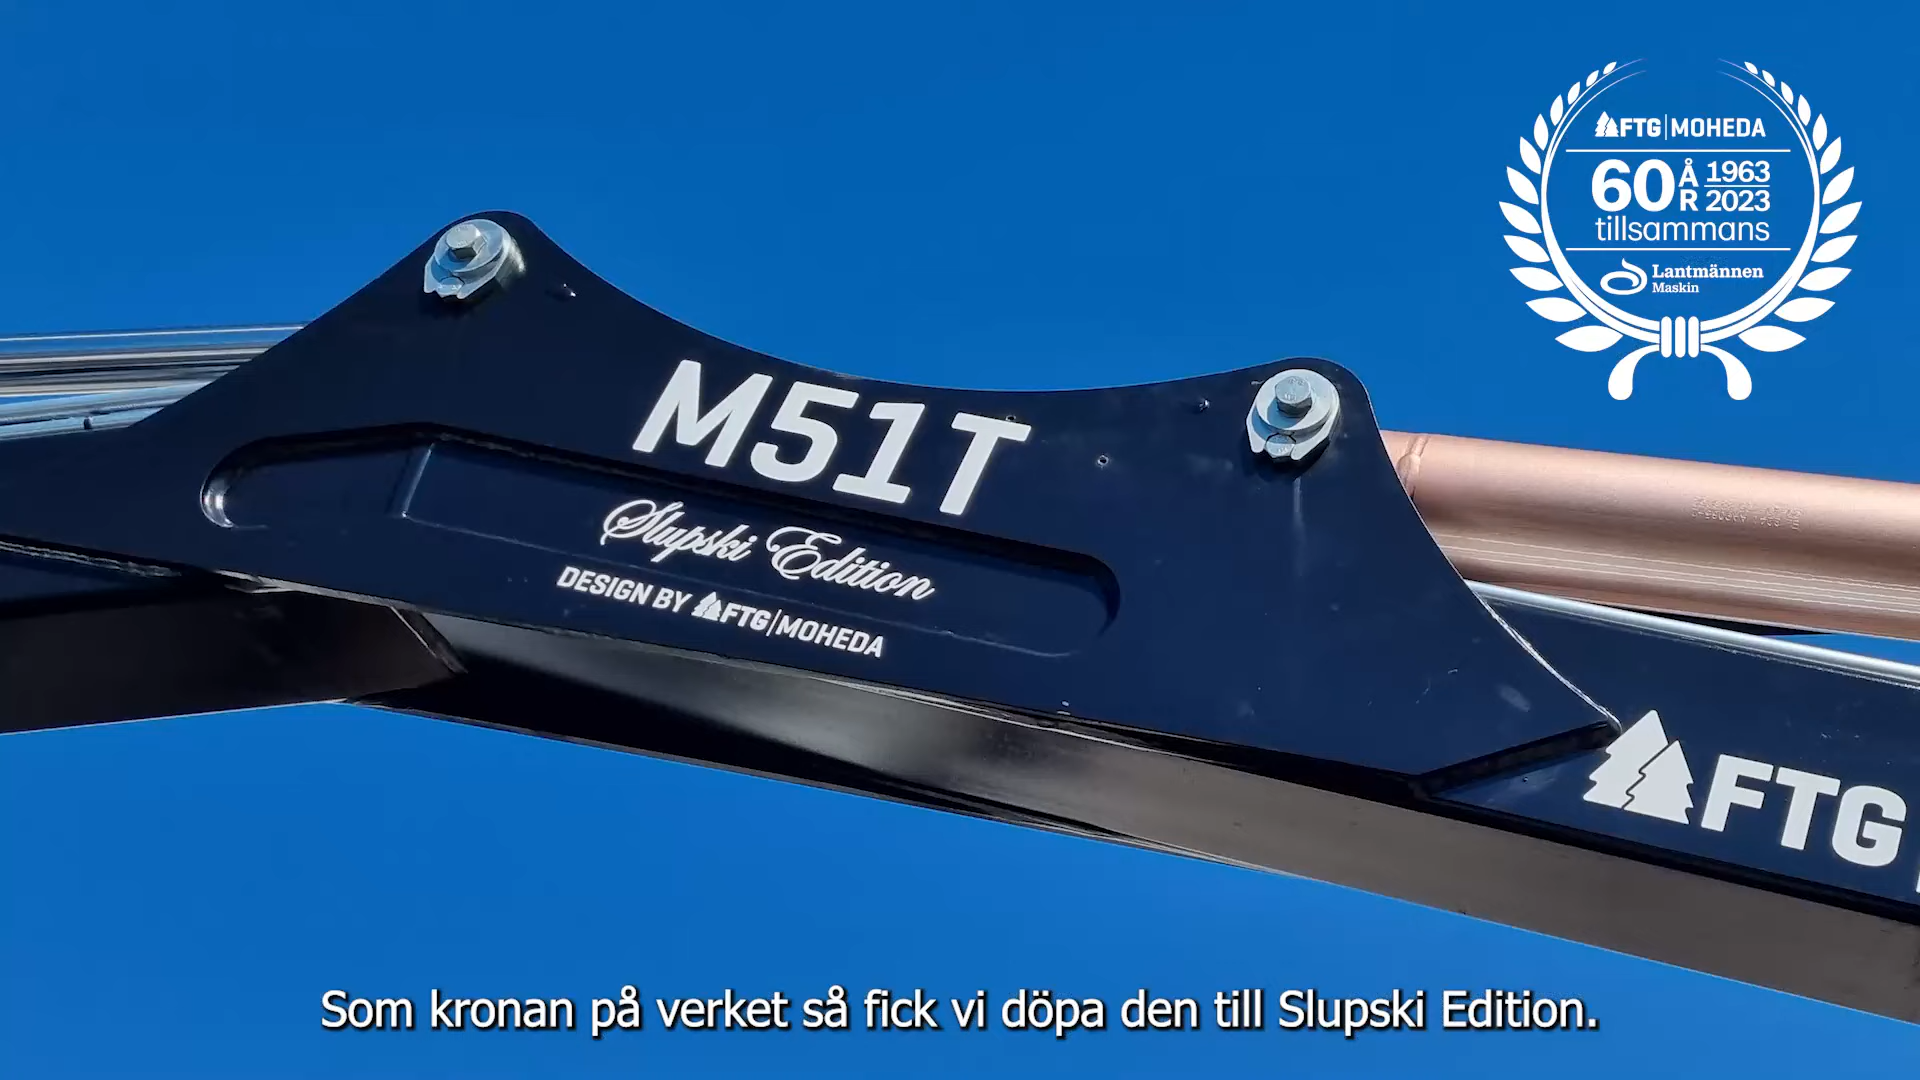 FTG|MOHEDA
60 ÅR 1963 2023
tillsammans
Lantmännen
Maskin
M51T
Slupski Edition
DESIGN BY FTG|MOHEDA
FTG
Som kronan på verket så fick vi döpa den till Slupski Edition.